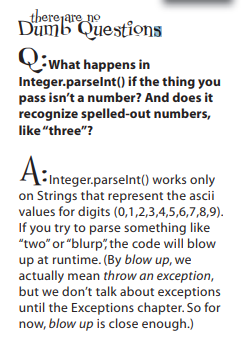 there are no
Dumb Questions
Q: What happens in
Integer.parseInt() if the thing you
pass isn’t a number? And does it
recognize spelled-out numbers,
like “three”?
A: Integer.parseInt() works only
on Strings that represent the ascii
values for digits (0,1,2,3,4,5,6,7,8,9).
If you try to parse something like
“two” or “blurp”, the code will blow
up at runtime. (By blow up, we
actually mean throw an exception,
but we don’t talk about exceptions
until the Exceptions chapter. So for
now, blow up is close enough.)